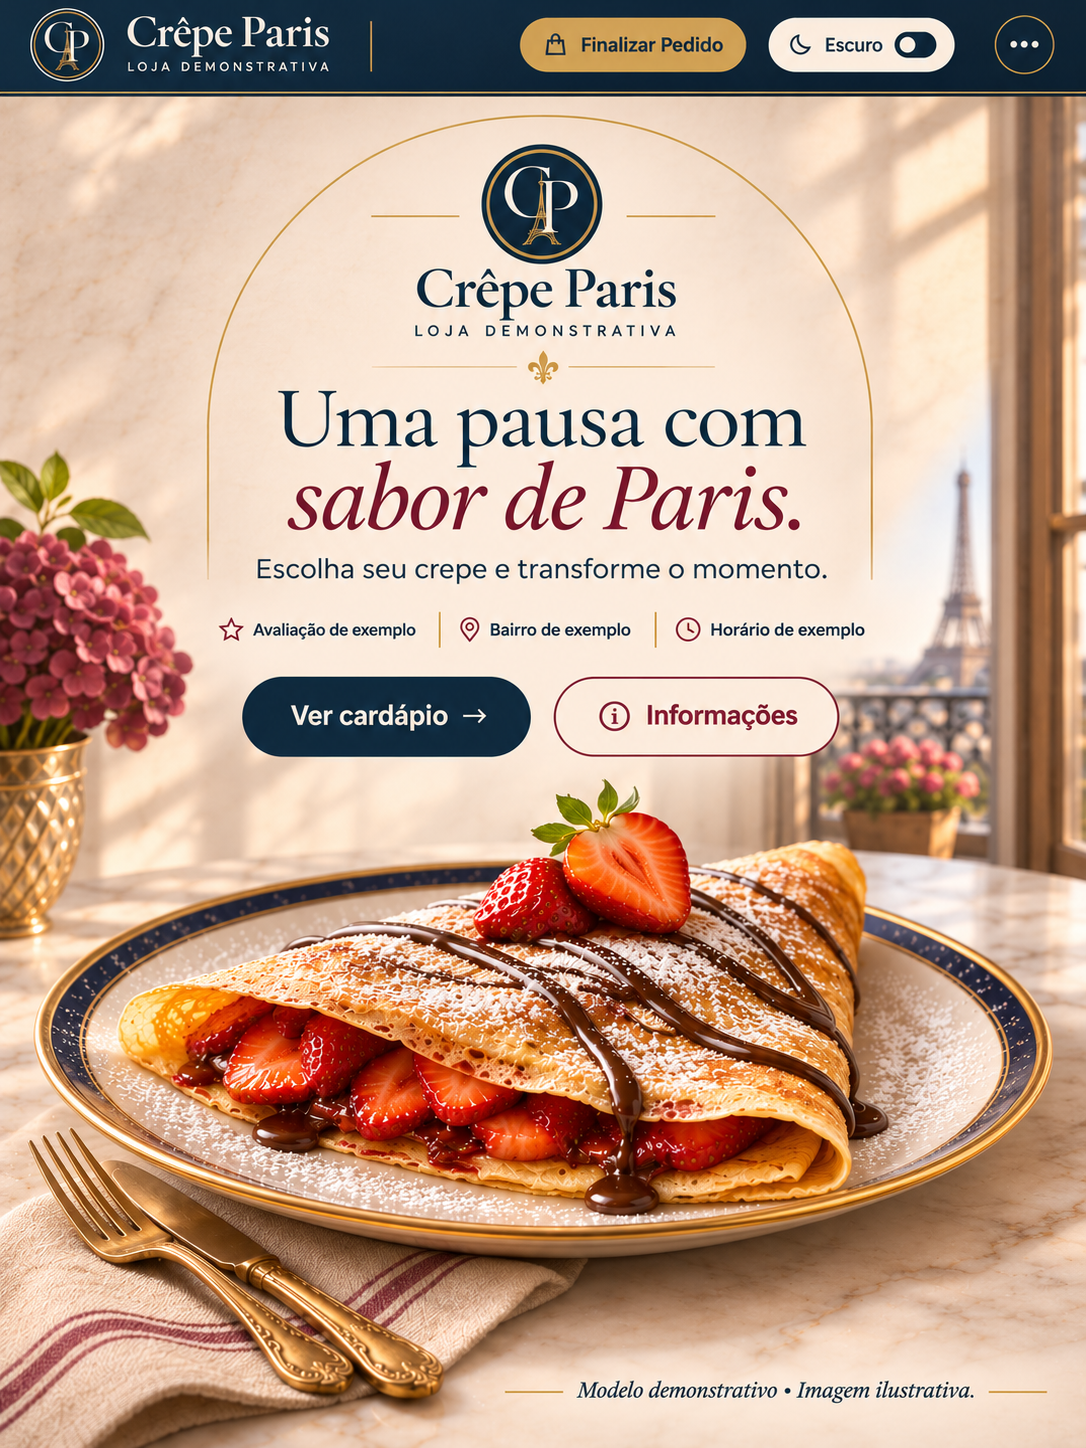 CP
Crêpe Paris
LOJA DEMONSTRATIVA
Finalizar Pedido
Escuro
CP
Crêpe Paris
LOJA DEMONSTRATIVA
Uma pausa com
sabor de Paris.
Escolha seu crepe e transforme o momento.
Avaliação de exemplo
Bairro de exemplo
Horário de exemplo
Ver cardápio →
Informações
Modelo demonstrativo • Imagem ilustrativa.